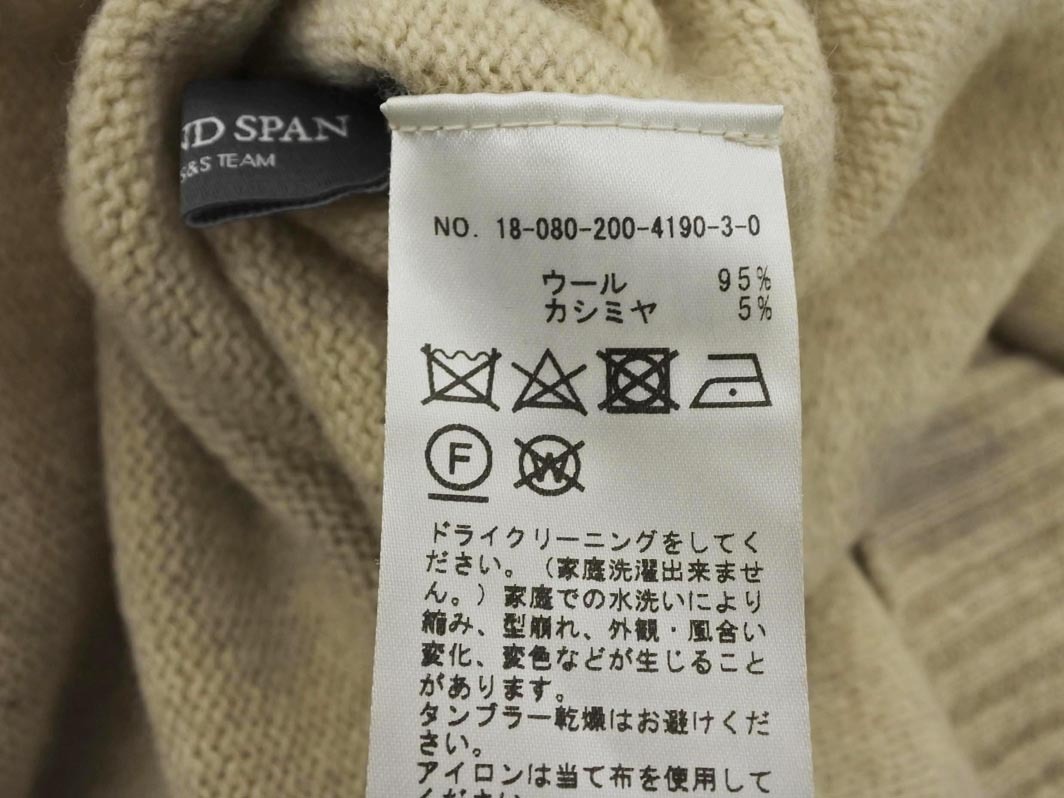 ND SPAN
S&S TEAM
NO. 18-080-200-4190-3-0
ウール 95%
カシミヤ 5%
F
W
ドライクリーニングをしてく
ださい。（家庭洗濯出来ませ
ん。）家庭での水洗いにより
縮み、型崩れ、外観・風合い
変化、変色などが生じること
があります。
タンブラー乾燥はお避けくだ
さい。
アイロンは当て布を使用して